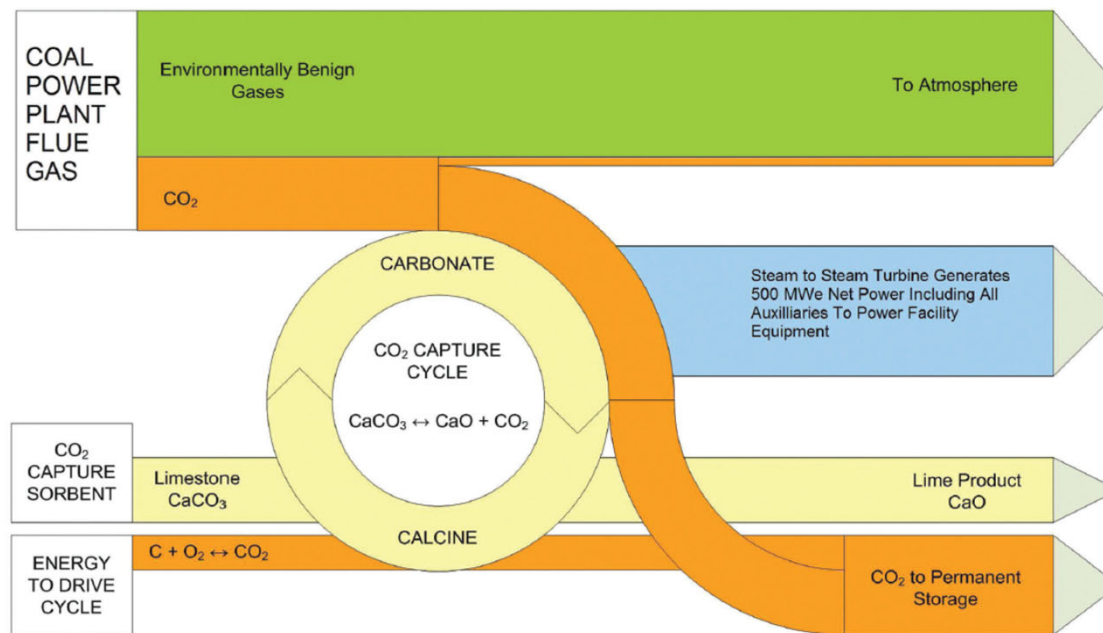 COAL
POWER
PLANT
FLUE
GAS
Environmentally Benign
Gases
To Atmosphere
CO₂
CARBONATE
Steam to Steam Turbine Generates
500 MWe Net Power Including All
Auxilliaries To Power Facility
Equipment
CO₂ CAPTURE
CYCLE
CaCO₃ ↔ CaO + CO₂
CO₂
CAPTURE
SORBENT
Limestone
CaCO₃
Lime Product
CaO
CALCINE
ENERGY
TO DRIVE
CYCLE
C + O₂ ↔ CO₂
CO₂ to Permanent
Storage